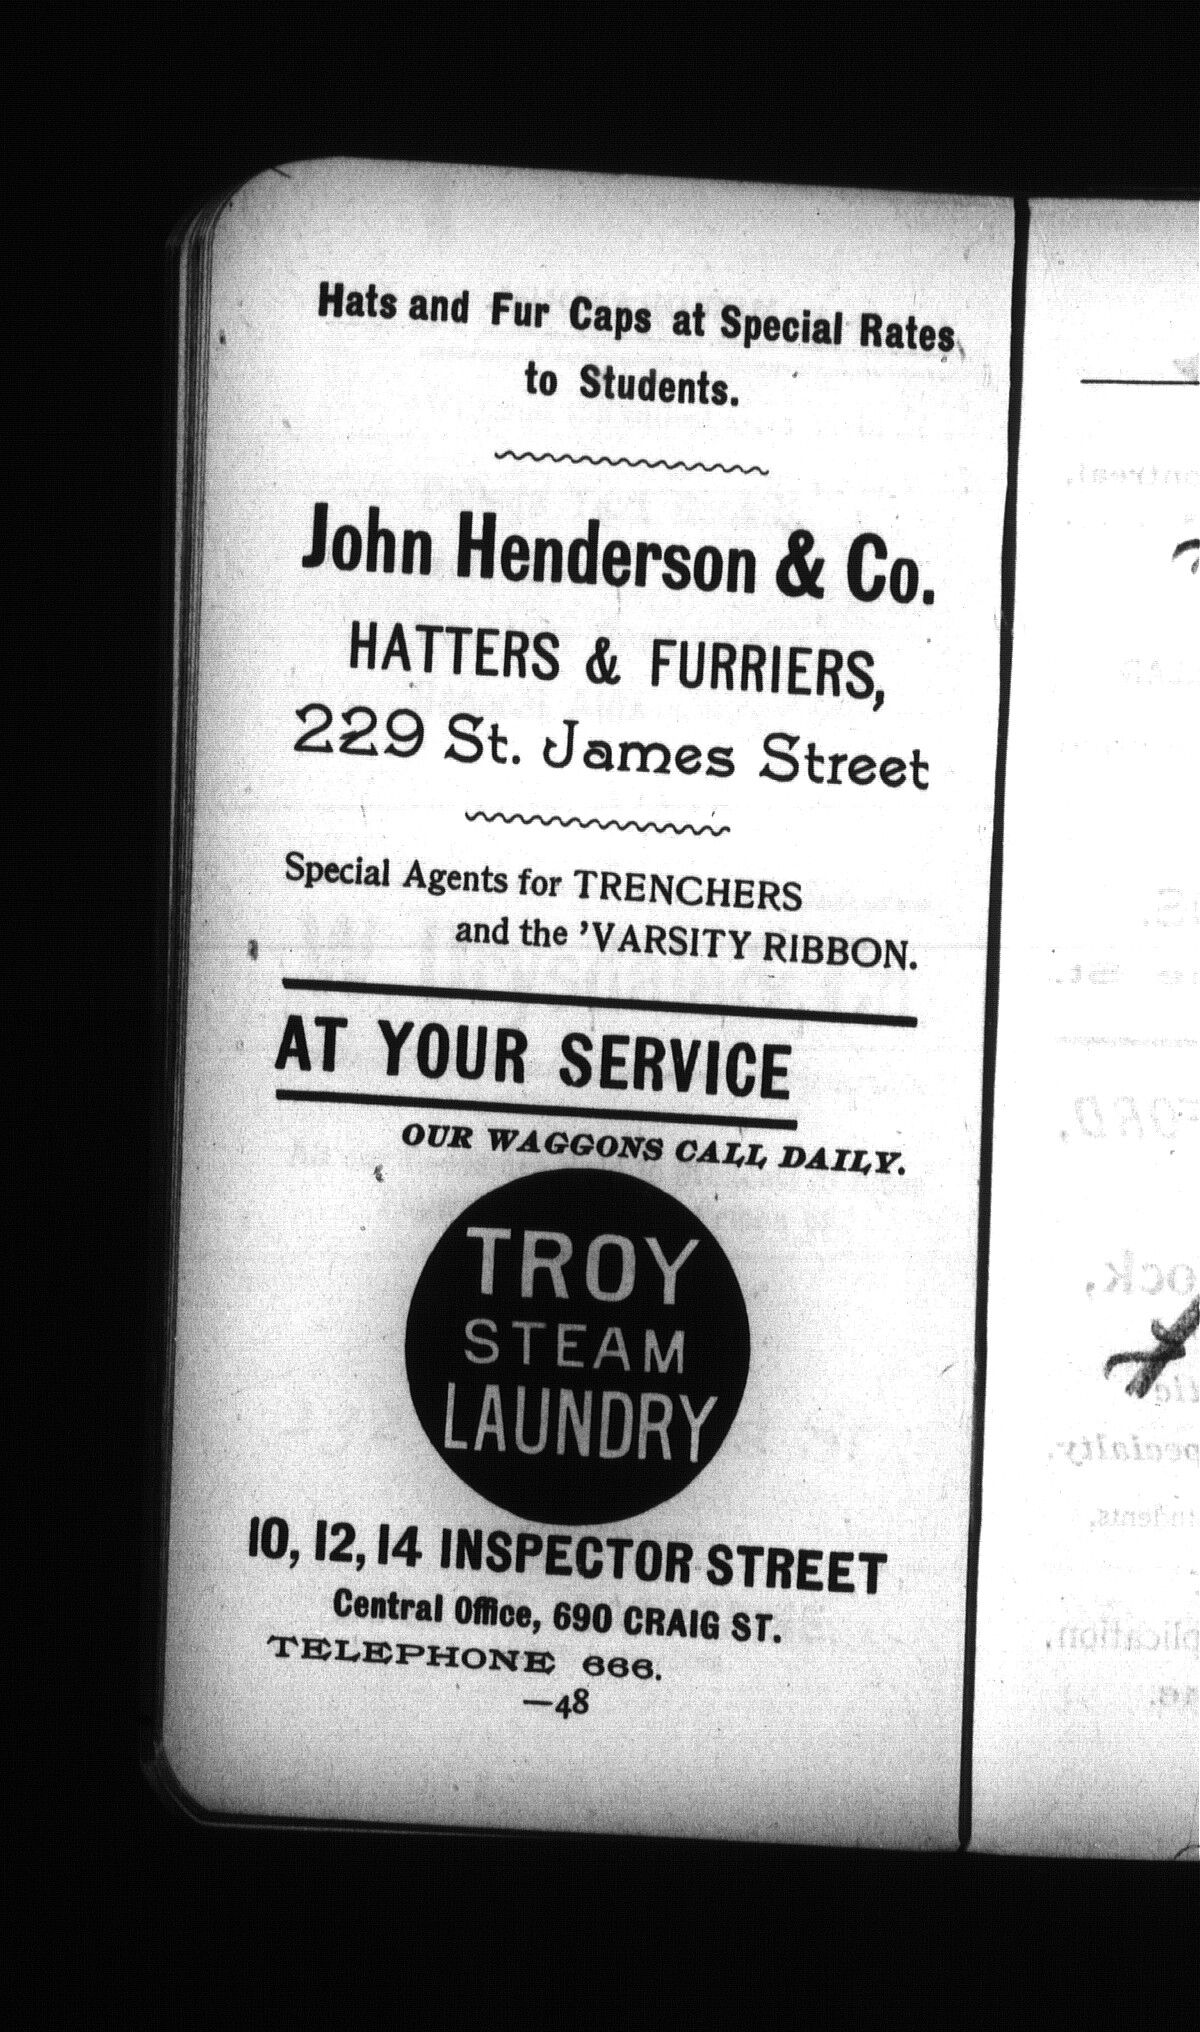 Hats and Fur Caps at Special Rates
to Students.
John Henderson & Co.
HATTERS & FURRIERS,
229 St. James Street
Special Agents for TRENCHERS
and the 'VARSITY RIBBON.
AT YOUR SERVICE
OUR WAGGONS CALL DAILY.
TROY
STEAM
LAUNDRY
10, 12, 14 INSPECTOR STREET
Central Office, 690 CRAIG ST.
TELEPHONE 666.
—48